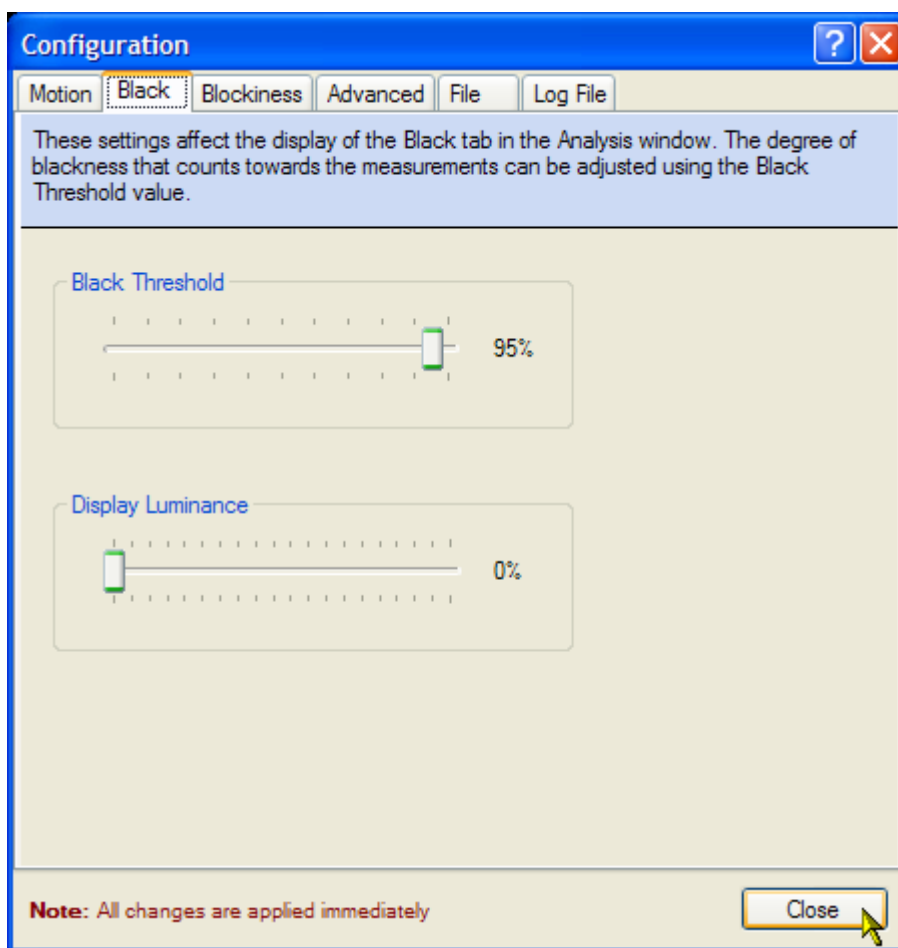 Configuration
Motion Black Blockiness Advanced File Log File
These settings affect the display of the Black tab in the Analysis window. The degree of
blackness that counts towards the measurements can be adjusted using the Black
Threshold value.
Black Threshold
95%
Display Luminance
0%
Note: All changes are applied immediately
Close